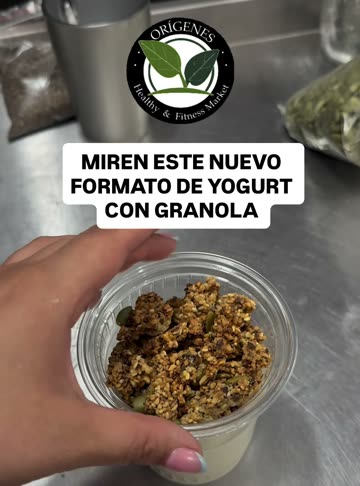 ORÍGENES
Healthy & Fitness Market
MIREN ESTE NUEVO
FORMATO DE YOGURT
CON GRANOLA